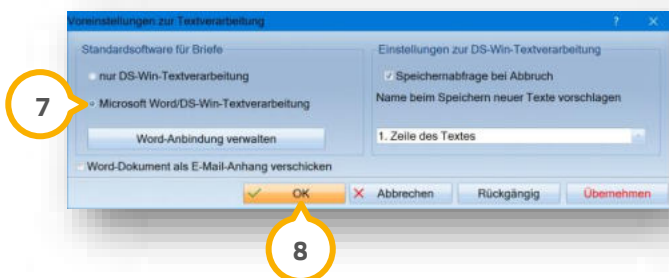 Voreinstellungen zur Textverarbeitung ? ×
Standardsoftware für Briefe
nur DS-Win-Textverarbeitung
Microsoft Word/DS-Win-Textverarbeitung
Word-Anbindung verwalten
Einstellungen zur DS-Win-Textverarbeitung
Speichernabfrage bei Abbruch
Name beim Speichern neuer Texte vorschlagen
1. Zeile des Textes
Word-Dokument als E-Mail-Anhang verschicken
OK
Abbrechen
Rückgängig
Übernehmen
7
8